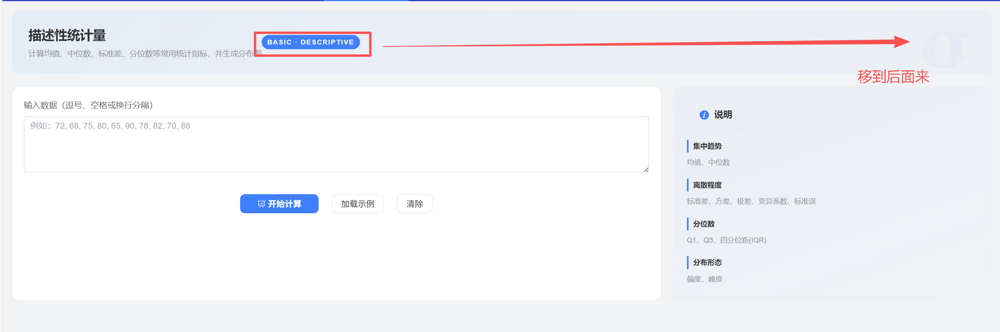 描述性统计量
BASIC · DESCRIPTIVE
计算均值、中位数、标准差、分位数等常用统计指标，并生成分布图
σ
移到后面来
输入数据（逗号、空格或换行分隔）
例如：72, 68, 75, 80, 65, 90, 78, 82, 70, 88
开始计算
加载示例
清除
i 说明
集中趋势
均值、中位数
离散程度
标准差、方差、极差、变异系数、标准误
分位数
Q1、Q3、四分位距(IQR)
分布形态
偏度、峰度